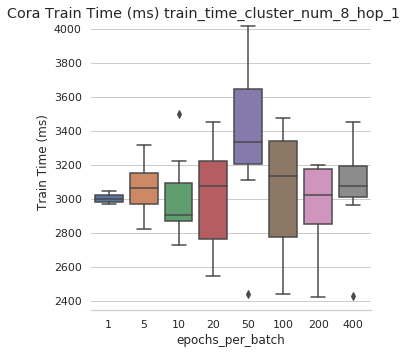 Cora Train Time (ms) train_time_cluster_num_8_hop_1
4000
3800
3600
3400
3200
3000
2800
2600
2400
Train Time (ms)
1 5 10 20 50 100 200 400
epochs_per_batch